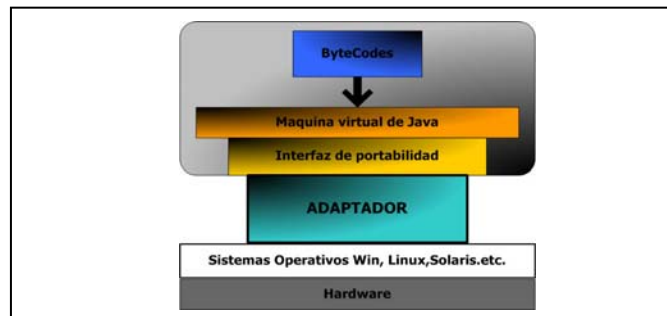 ByteCodes
Maquina virtual de Java
Interfaz de portabilidad
ADAPTADOR
Sistemas Operativos Win, Linux,Solaris.etc.
Hardware